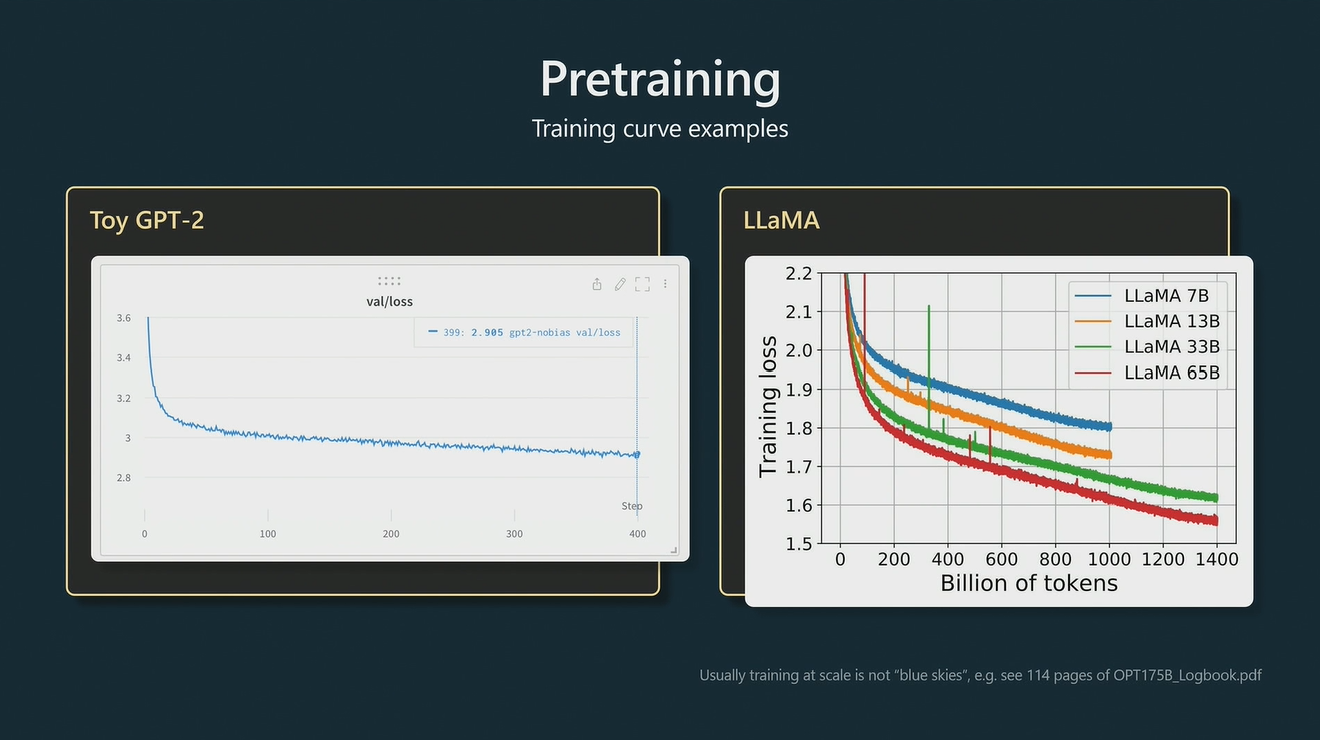 Pretraining
Training curve examples
Toy GPT-2
val/loss
399: 2.905 gpt2-nobias val/loss
3.6
3.4
3.2
3
2.8
Step
0 100 200 300 400
LLaMA
LLaMA 7B
LLaMA 13B
LLaMA 33B
LLaMA 65B
Training loss
2.2
2.1
2.0
1.9
1.8
1.7
1.6
1.5
0 200 400 600 800 1000 1200 1400
Billion of tokens
Usually training at scale is not “blue skies”, e.g. see 114 pages of OPT175B_Logbook.pdf